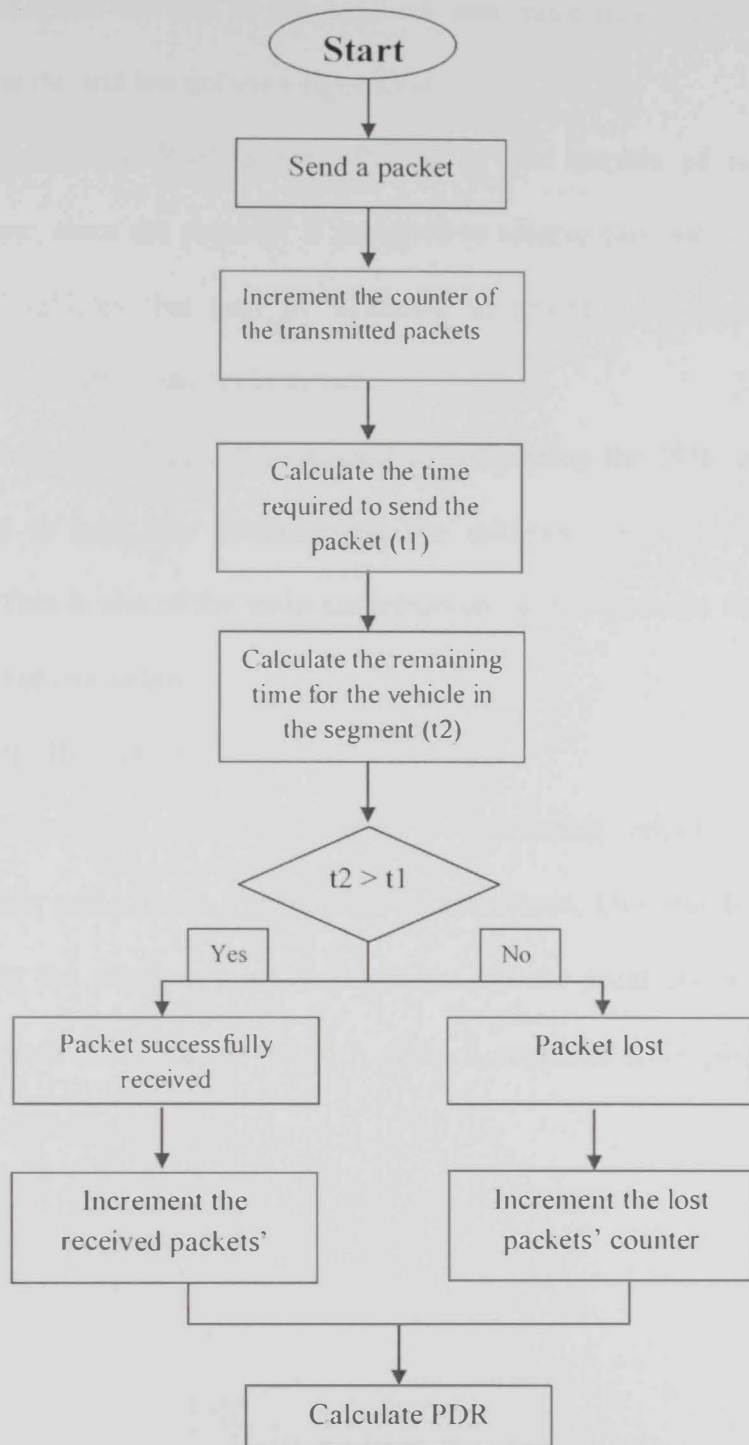 Start
Send a packet
Increment the counter of
the transmitted packets
Calculate the time
required to send the
packet (t1)
Calculate the remaining
time for the vehicle in
the segment (t2)
t2 > t1
Yes
No
Packet successfully
received
Packet lost
Increment the
received packets’
Increment the lost
packets’ counter
Calculate PDR